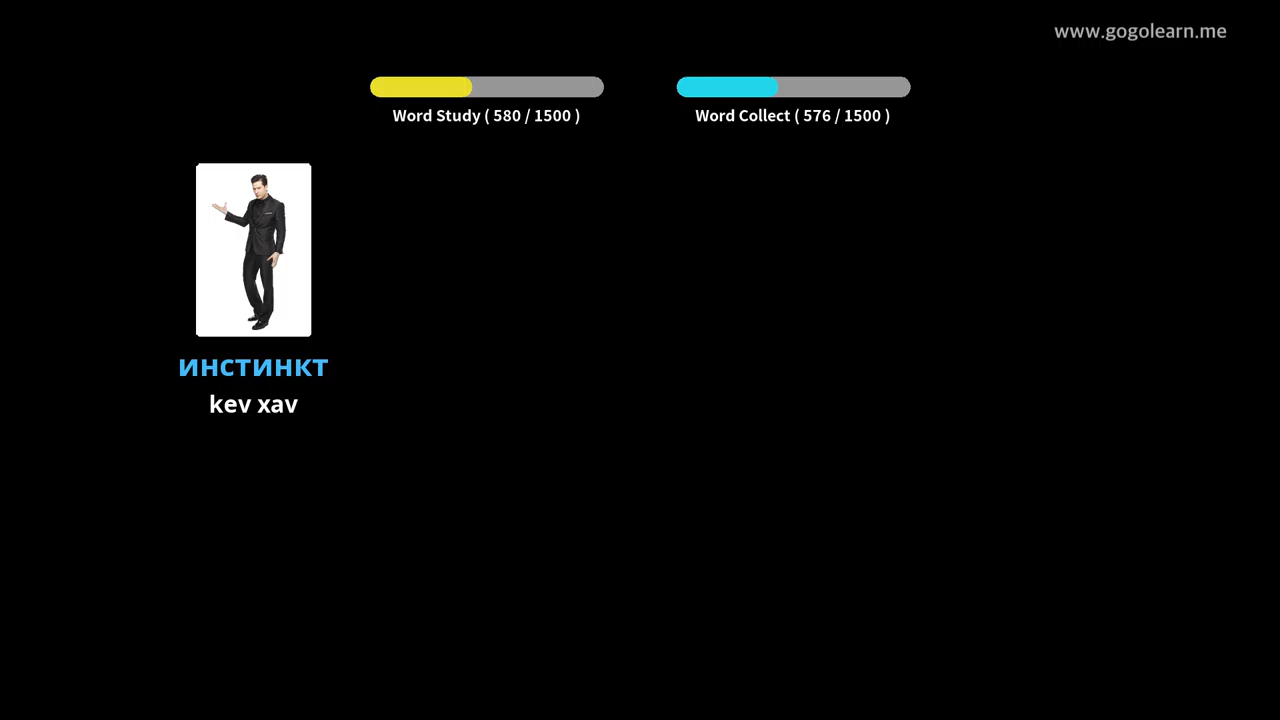 www.gogolearn.me
Word Study ( 580 / 1500 )
Word Collect ( 576 / 1500 )
инстинкт
kev xav